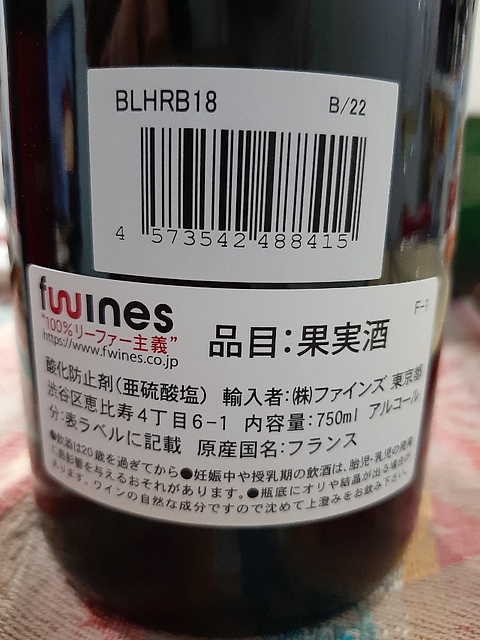 BLHRB18 B/22
4 573542 488415
fwines
"100%リーファー主義"
https://www.fwines.co.jp
品目:果実酒
F-1
酸化防止剤(亜硫酸塩) 輸入者:㈱ファインズ 東京都
渋谷区恵比寿4丁目6-1 内容量:750ml アルコール
分:表ラベルに記載 原産国名:フランス
●飲酒は20歳を過ぎてから●妊娠中や授乳期の飲酒は、胎児・乳児の発育
に悪影響を与えるおそれがあります。●瓶底にオリや結晶が出る場合が
あります。ワインの自然な成分ですので沈めて上澄みをお飲み下さい。